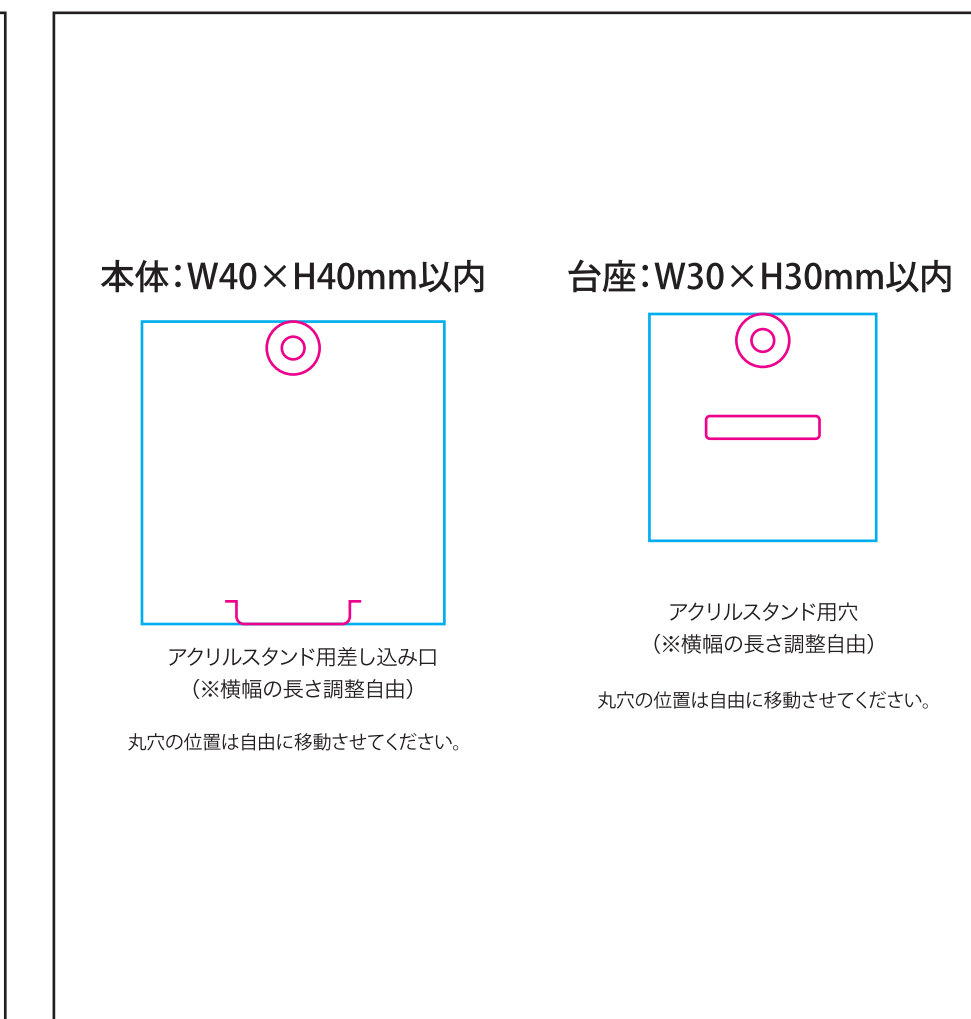 本体:W40×H40mm以内
アクリルスタンド用差し込み口
(※横幅の長さ調整自由)
丸穴の位置は自由に移動させてください。
台座:W30×H30mm以内
アクリルスタンド用穴
(※横幅の長さ調整自由)
丸穴の位置は自由に移動させてください。